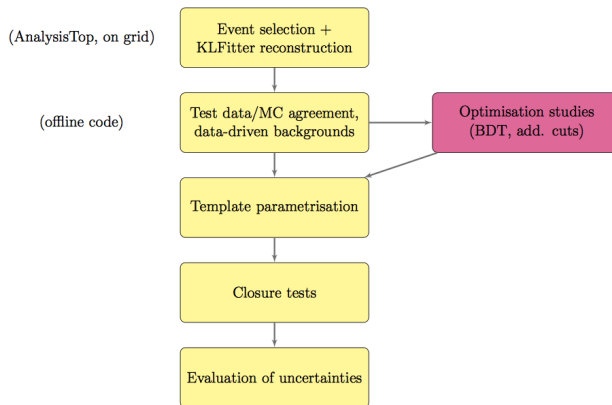 (AnalysisTop, on grid)
Event selection +
KLFitter reconstruction
(offline code)
Test data/MC agreement,
data-driven backgrounds
Optimisation studies
(BDT, add. cuts)
Template parametrisation
Closure tests
Evaluation of uncertainties